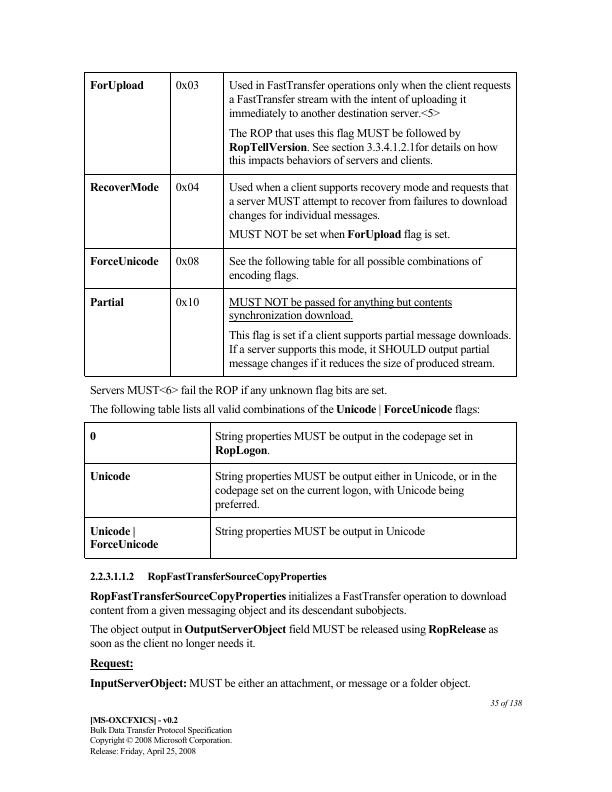 ForUpload 0x03 Used in FastTransfer operations only when the client requests
a FastTransfer stream with the intent of uploading it
immediately to another destination server.<5>
The ROP that uses this flag MUST be followed by
RopTellVersion. See section 3.3.4.1.2.1for details on how
this impacts behaviors of servers and clients.
RecoverMode 0x04 Used when a client supports recovery mode and requests that
a server MUST attempt to recover from failures to download
changes for individual messages.
MUST NOT be set when ForUpload flag is set.
ForceUnicode 0x08 See the following table for all possible combinations of
encoding flags.
Partial 0x10 MUST NOT be passed for anything but contents
synchronization download.
This flag is set if a client supports partial message downloads.
If a server supports this mode, it SHOULD output partial
message changes if it reduces the size of produced stream.
Servers MUST<6> fail the ROP if any unknown flag bits are set.
The following table lists all valid combinations of the Unicode | ForceUnicode flags:
0 String properties MUST be output in the codepage set in
RopLogon.
Unicode String properties MUST be output either in Unicode, or in the
codepage set on the current logon, with Unicode being
preferred.
Unicode | String properties MUST be output in Unicode
ForceUnicode
2.2.3.1.1.2 RopFastTransferSourceCopyProperties
RopFastTransferSourceCopyProperties initializes a FastTransfer operation to download
content from a given messaging object and its descendant subobjects.
The object output in OutputServerObject field MUST be released using RopRelease as
soon as the client no longer needs it.
Request:
InputServerObject: MUST be either an attachment, or message or a folder object.
35 of 138
[MS-OXCFXICS] - v0.2
Bulk Data Transfer Protocol Specification
Copyright © 2008 Microsoft Corporation.
Release: Friday, April 25, 2008